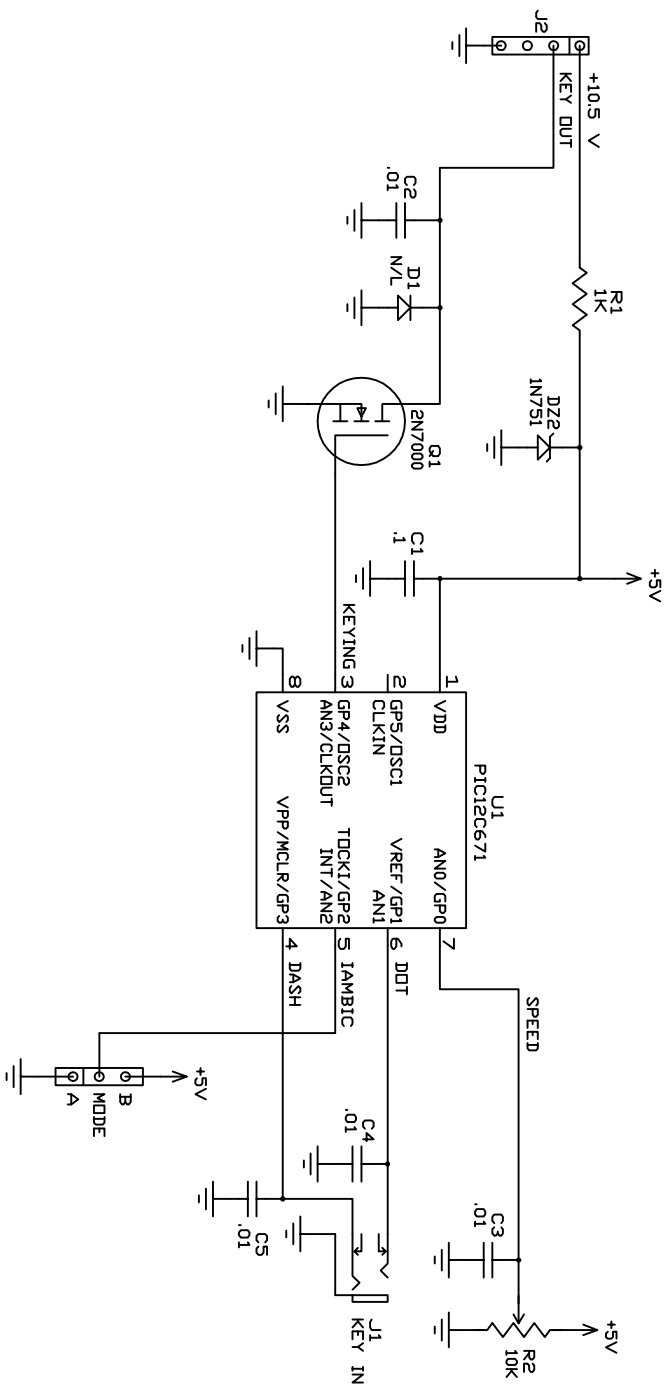 J2
+10.5 V
KEY OUT
C2
.01
D1
N/L
R1
1K
DZ2
1N751
Q1
2N7000
C1
.1
+5V
KEYING
U1
PIC12C671
1
VDD
2
GP5/OSC1
CLKIN
3
GP4/OSC2
AN3/CLKOUT
8
VSS
AN0/GP0
7
VREF/GP1
AN1
6
TOCKI/GP2
INT/AN2
5
VPP/MCLR/GP3
4
SPEED
DOT
IAMBIC
DASH
+5V
B
MODE
A
C4
.01
C5
.01
C3
.01
+5V
R2
10K
J1
KEY IN